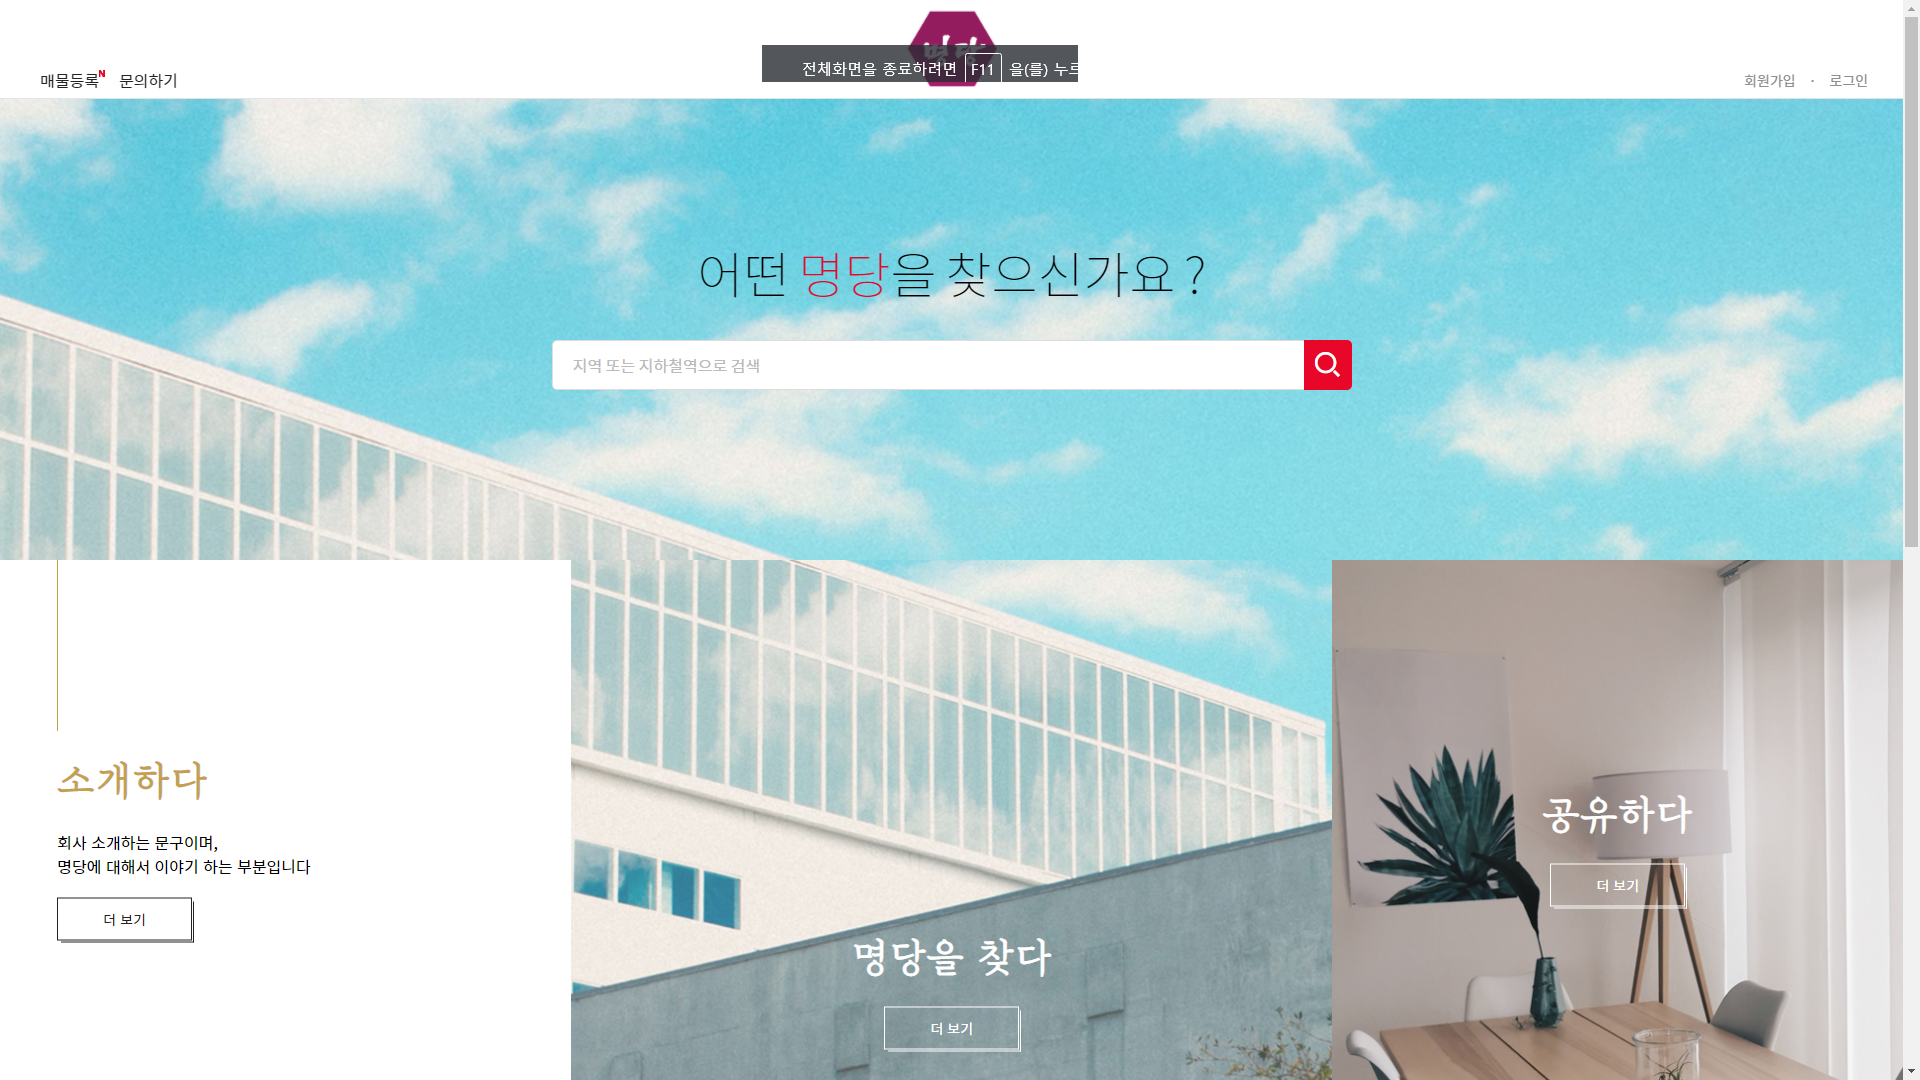 명당
전체화면을 종료하려면 F11 을(를) 누르
매물등록N 문의하기
회원가입 · 로그인
어떤 명당을 찾으신가요 ?
지역 또는 지하철역으로 검색
소개하다
회사 소개하는 문구이며,
명당에 대해서 이야기 하는 부분입니다
더 보기
명당을 찾다
더 보기
공유하다
더 보기